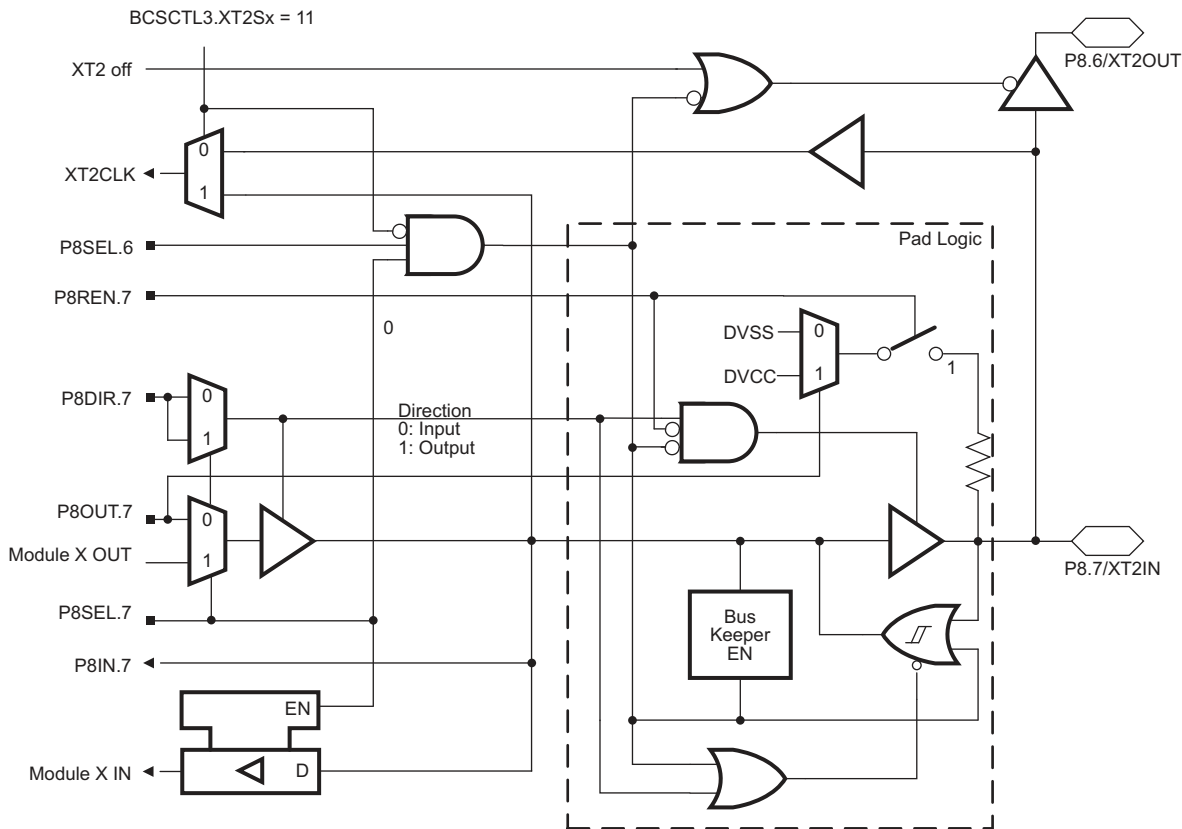 BCSCTL3.XT2Sx = 11
XT2 off
P8.6/XT2OUT
0
XT2CLK
1
P8SEL.6
Pad Logic
P8REN.7
0
DVSS
0
DVCC
1
1
P8DIR.7
0
1
Direction
0: Input
1: Output
P8OUT.7
0
Module X OUT
1
P8.7/XT2IN
P8SEL.7
Bus
Keeper
EN
P8IN.7
EN
Module X IN
D